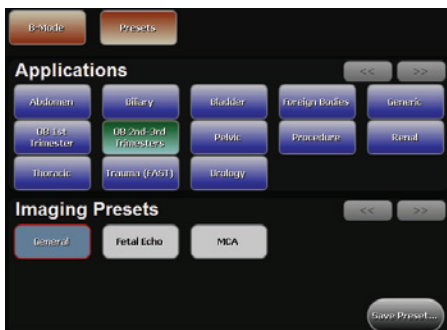 B-Mode Presets
Applications << >>
Abdomen Biliary Bladder Foreign Bodies Generic
OB 1st Trimester OB 2nd-3rd Trimesters Pelvic Procedure Renal
Thoracic Trauma (FAST) Urology
Imaging Presets << >>
General Fetal Echo MCA
Save Preset...